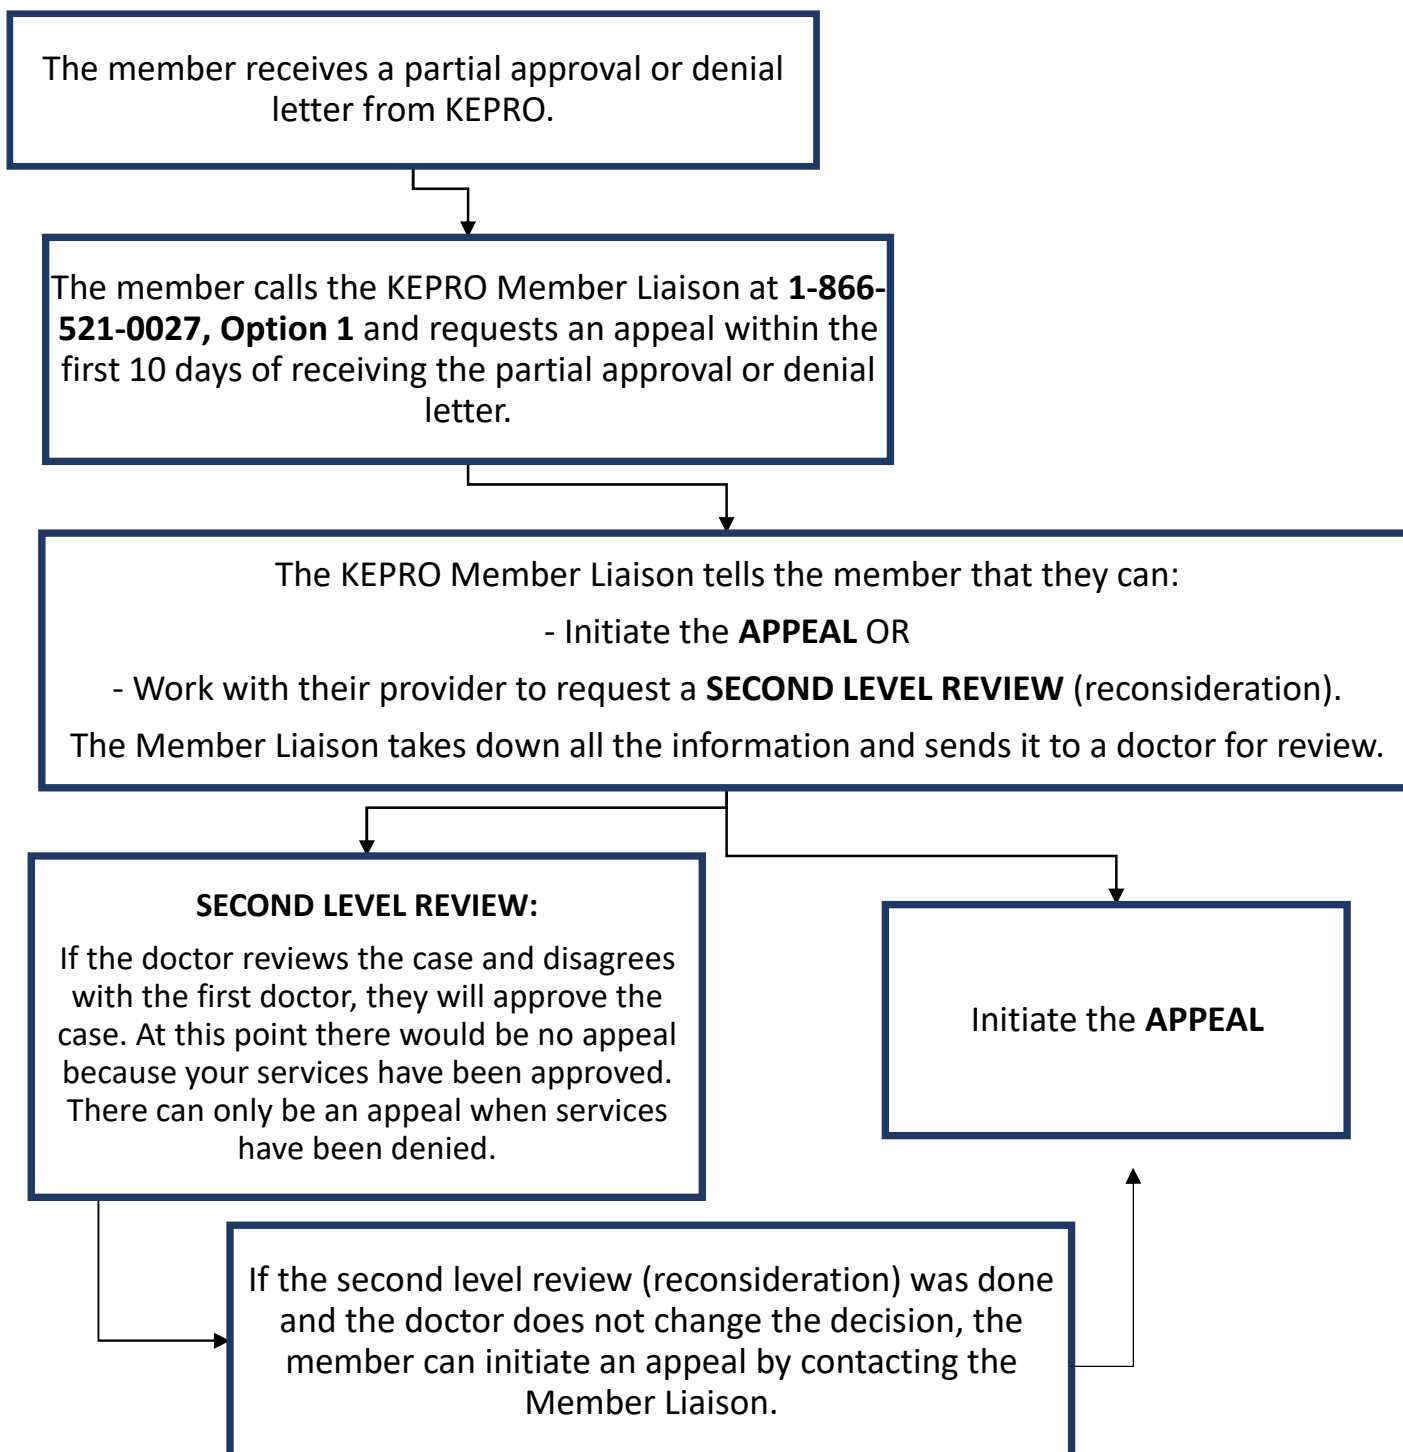 The member receives a partial approval or denial
letter from KEPRO.
The member calls the KEPRO Member Liaison at 1-866-
521-0027, Option 1 and requests an appeal within the
first 10 days of receiving the partial approval or denial
letter.
The KEPRO Member Liaison tells the member that they can:
- Initiate the APPEAL OR
- Work with their provider to request a SECOND LEVEL REVIEW (reconsideration).
The Member Liaison takes down all the information and sends it to a doctor for review.
SECOND LEVEL REVIEW:
If the doctor reviews the case and disagrees
with the first doctor, they will approve the
case. At this point there would be no appeal
because your services have been approved.
There can only be an appeal when services
have been denied.
Initiate the APPEAL
If the second level review (reconsideration) was done
and the doctor does not change the decision, the
member can initiate an appeal by contacting the
Member Liaison.